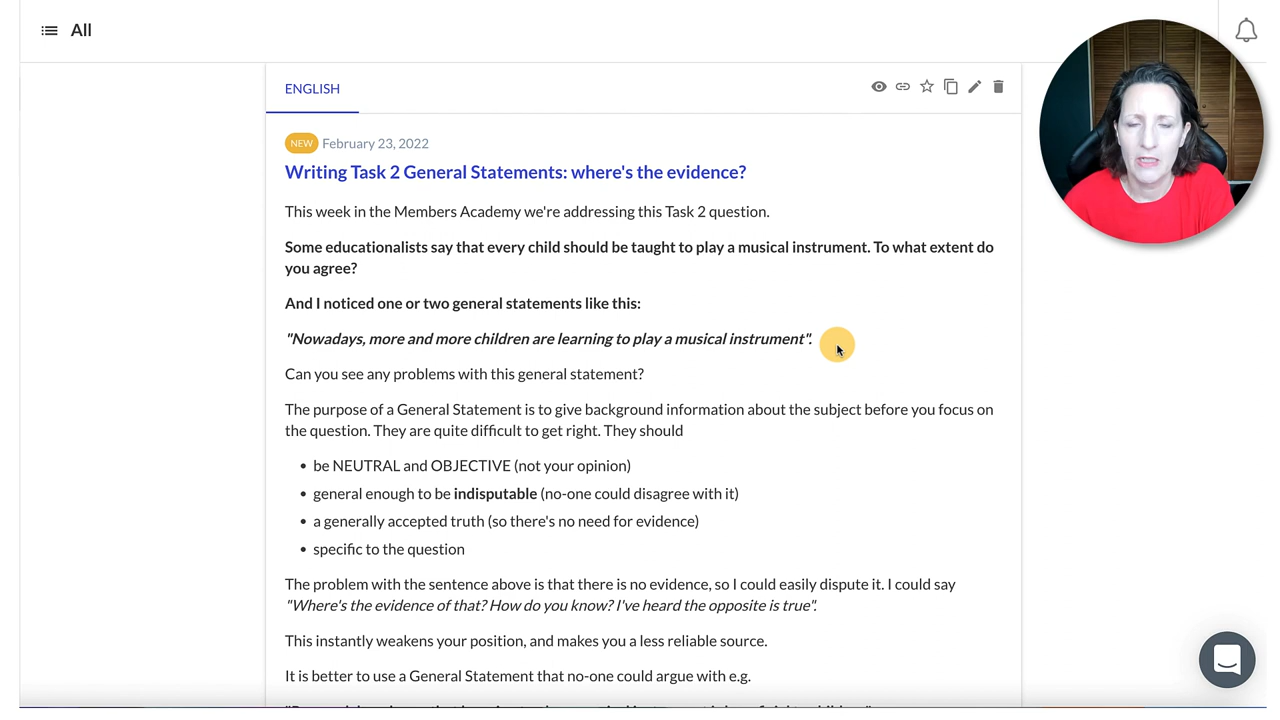 All
ENGLISH
NEW February 23, 2022
Writing Task 2 General Statements: where's the evidence?
This week in the Members Academy we're addressing this Task 2 question.
Some educationalists say that every child should be taught to play a musical instrument. To what extent do
you agree?
And I noticed one or two general statements like this:
"Nowadays, more and more children are learning to play a musical instrument".
Can you see any problems with this general statement?
The purpose of a General Statement is to give background information about the subject before you focus on
the question. They are quite difficult to get right. They should
• be NEUTRAL and OBJECTIVE (not your opinion)
• general enough to be indisputable (no-one could disagree with it)
• a generally accepted truth (so there's no need for evidence)
• specific to the question
The problem with the sentence above is that there is no evidence, so I could easily dispute it. I could say
"Where's the evidence of that? How do you know? I've heard the opposite is true".
This instantly weakens your position, and makes you a less reliable source.
It is better to use a General Statement that no-one could argue with e.g.